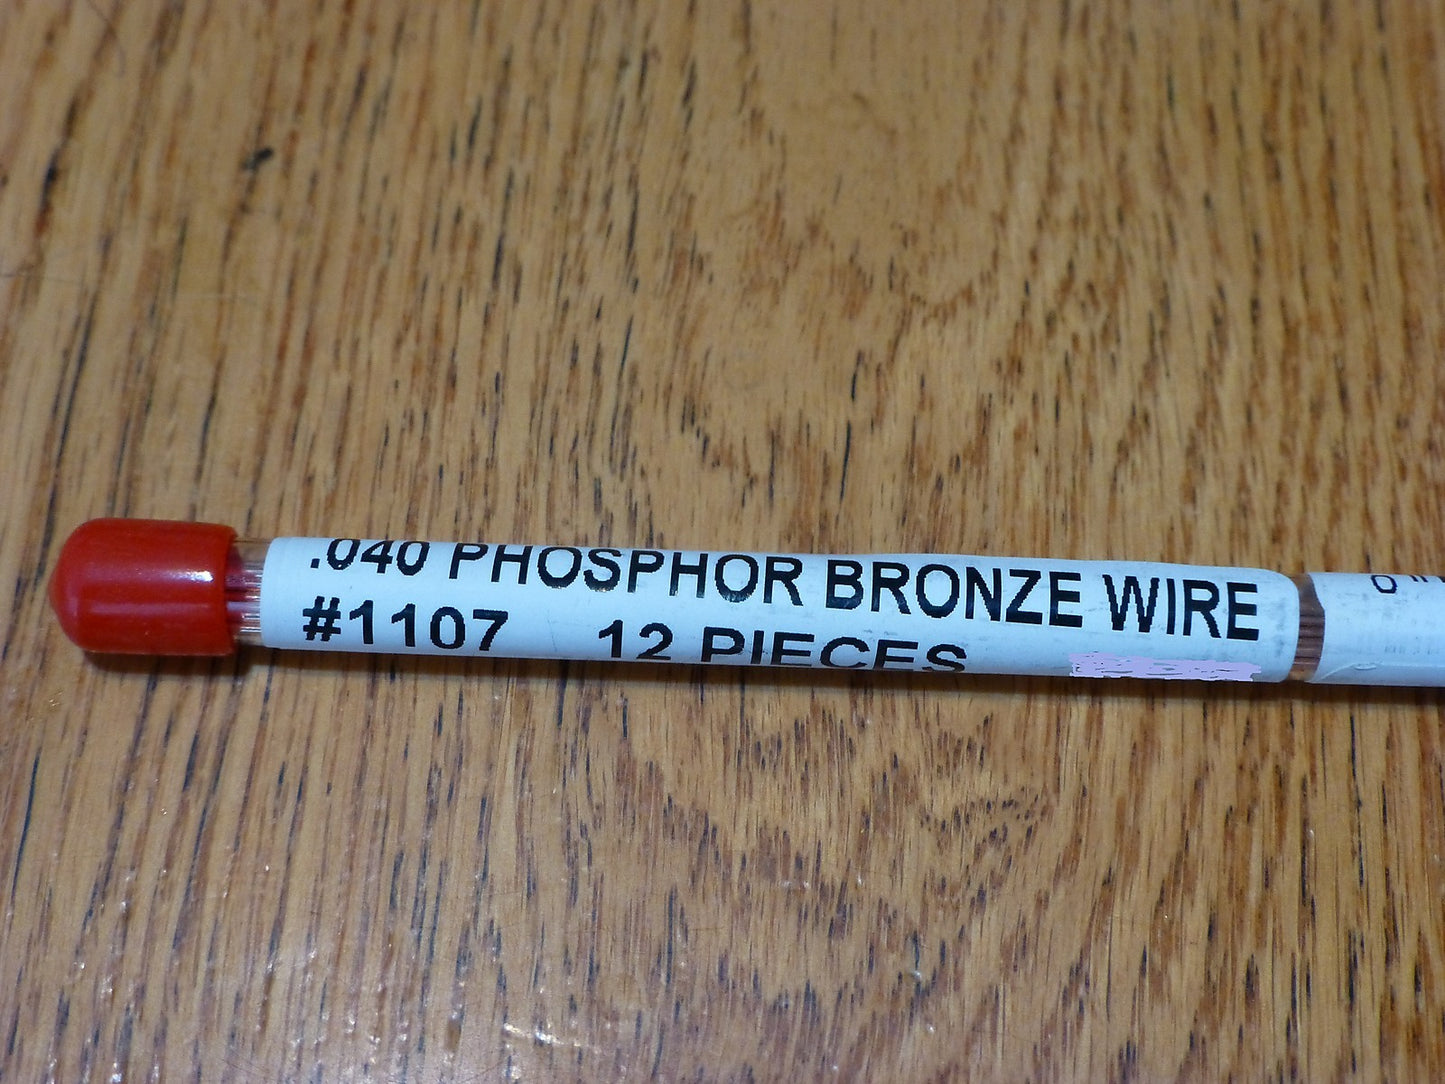 .040 PHOSPHOR BRONZE WIRE
#1107 12 PIECES